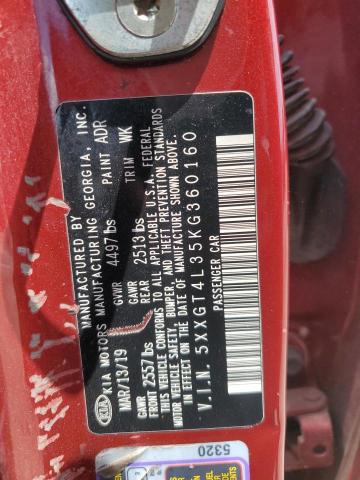 MANUFACTURED BY
KIA KIA MOTORS MANUFACTURING GEORGIA, INC.
MAR/13/19 GVWR 4497 lbs PAINT ADR
GAWR GAWR
FRONT 2557 lbs REAR 2513 lbs TRIM WK
THIS VEHICLE CONFORMS TO ALL APPLICABLE U.S.A. FEDERAL
MOTOR VEHICLE SAFETY, BUMPER, AND THEFT PREVENTION STANDARDS
IN EFFECT ON THE DATE OF MANUFACTURE SHOWN ABOVE.
V.I.N. 5XXGT4L35KG360160
PASSENGER CAR
5320